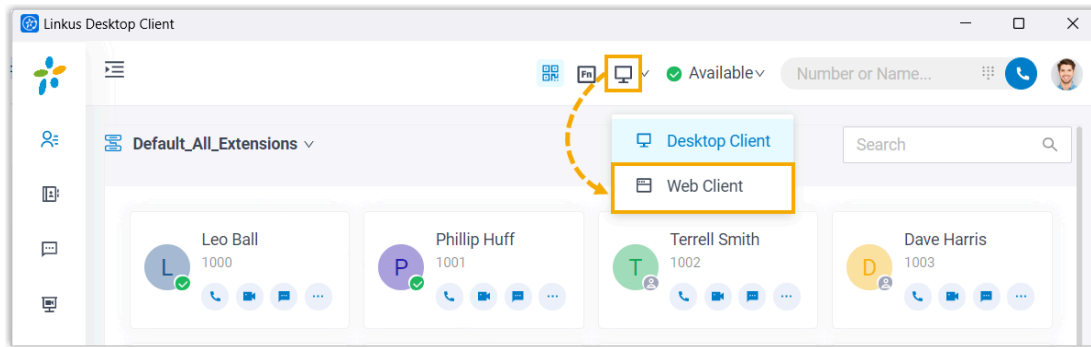 Linkus Desktop Client
Fn Available Number or Name...
Default_All_Extensions Desktop Client Search
Web Client
Leo Ball Phillip Huff Terrell Smith Dave Harris
L 1000 P 1001 T 1002 D 1003